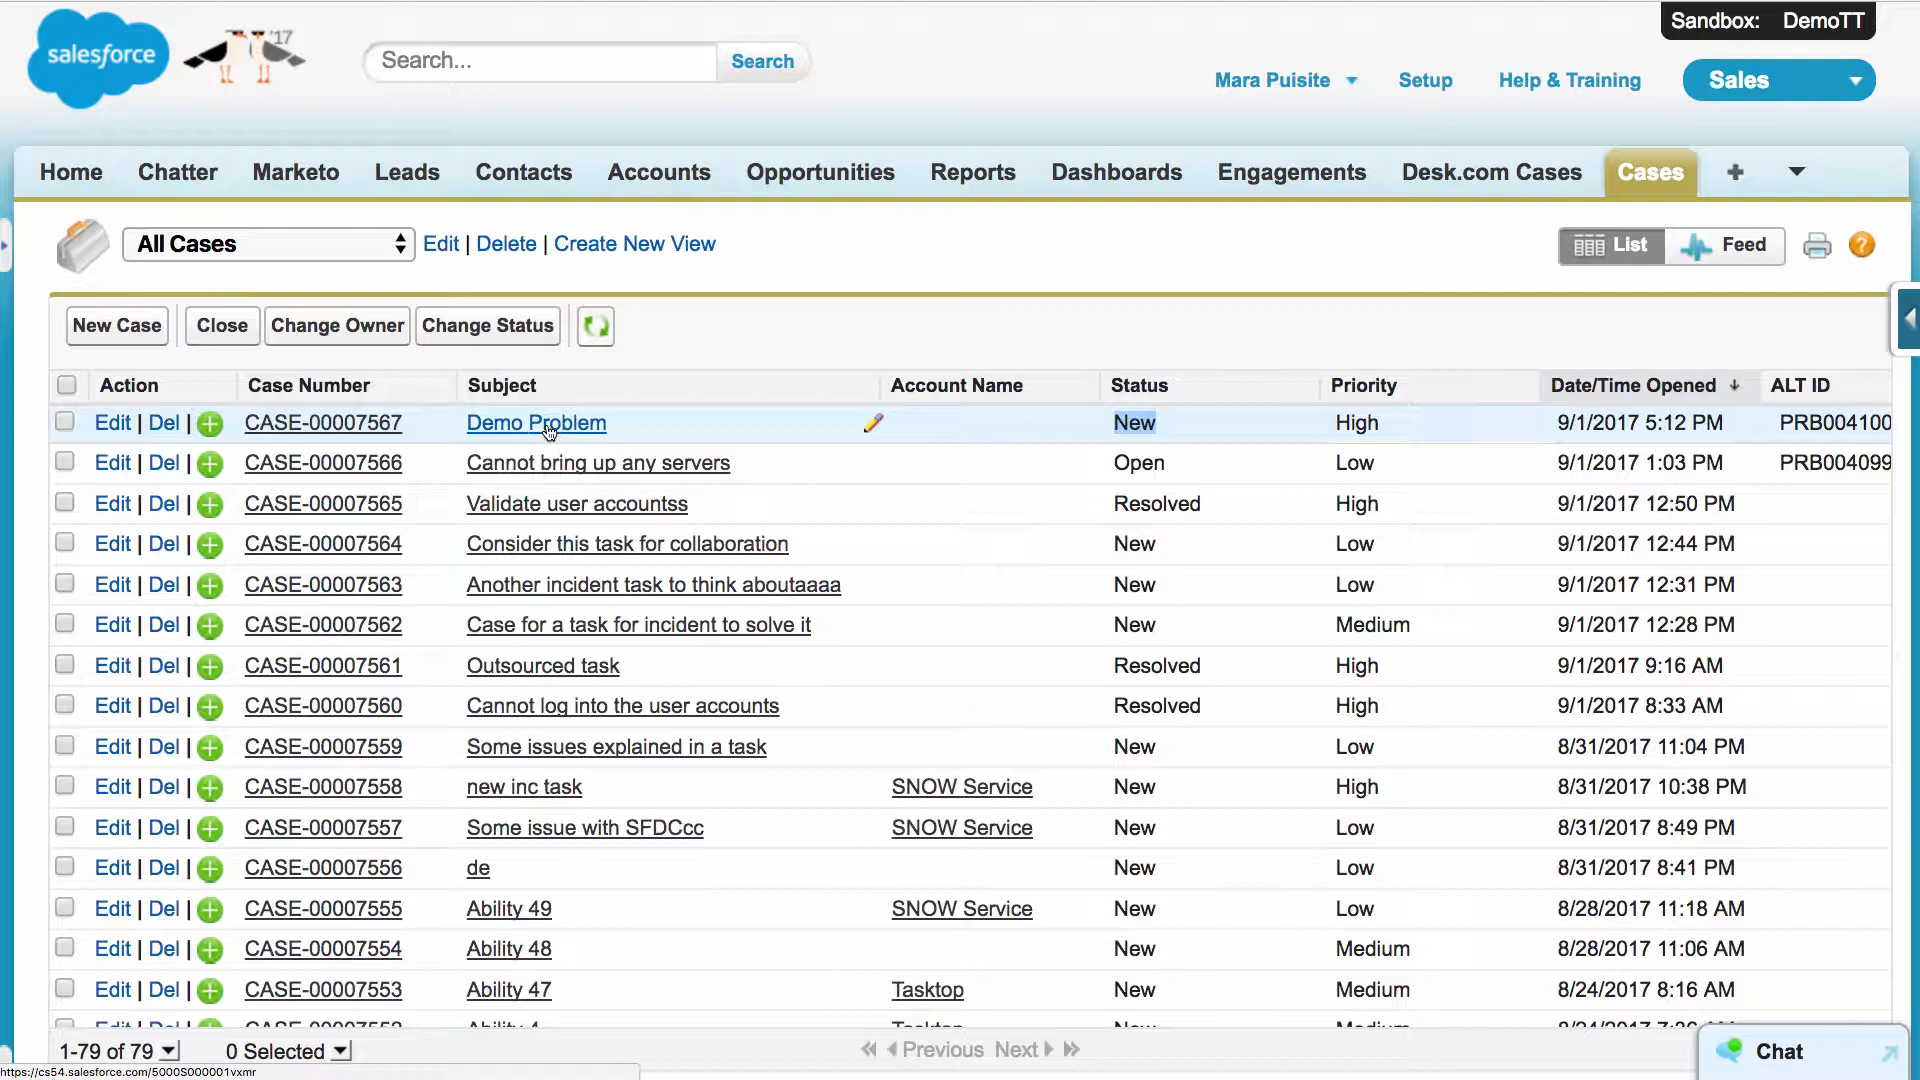 Sandbox: DemoTT
salesforce
'17
Search... Search
Mara Puisite Setup Help & Training Sales
Home Chatter Marketo Leads Contacts Accounts Opportunities Reports Dashboards Engagements Desk.com Cases Cases +
All Cases Edit | Delete | Create New View List Feed ?
New Case Close Change Owner Change Status
Action Case Number Subject Account Name Status Priority Date/Time Opened ALT ID
Edit | Del | CASE-00007567 Demo Problem New High 9/1/2017 5:12 PM PRB004100
Edit | Del | CASE-00007566 Cannot bring up any servers Open Low 9/1/2017 1:03 PM PRB004099
Edit | Del | CASE-00007565 Validate user accountss Resolved High 9/1/2017 12:50 PM
Edit | Del | CASE-00007564 Consider this task for collaboration New Low 9/1/2017 12:44 PM
Edit | Del | CASE-00007563 Another incident task to think aboutaaaa New Low 9/1/2017 12:31 PM
Edit | Del | CASE-00007562 Case for a task for incident to solve it New Medium 9/1/2017 12:28 PM
Edit | Del | CASE-00007561 Outsourced task Resolved High 9/1/2017 9:16 AM
Edit | Del | CASE-00007560 Cannot log into the user accounts Resolved High 9/1/2017 8:33 AM
Edit | Del | CASE-00007559 Some issues explained in a task New Low 8/31/2017 11:04 PM
Edit | Del | CASE-00007558 new inc task SNOW Service New High 8/31/2017 10:38 PM
Edit | Del | CASE-00007557 Some issue with SFDCcc SNOW Service New Low 8/31/2017 8:49 PM
Edit | Del | CASE-00007556 de New Low 8/31/2017 8:41 PM
Edit | Del | CASE-00007555 Ability 49 SNOW Service New Low 8/28/2017 11:18 AM
Edit | Del | CASE-00007554 Ability 48 New Medium 8/28/2017 11:06 AM
Edit | Del | CASE-00007553 Ability 47 Tasktop New Medium 8/24/2017 8:16 AM
1-79 of 79 0 Selected Previous Next Chat
https://cs54.salesforce.com/5000S000001vxmr